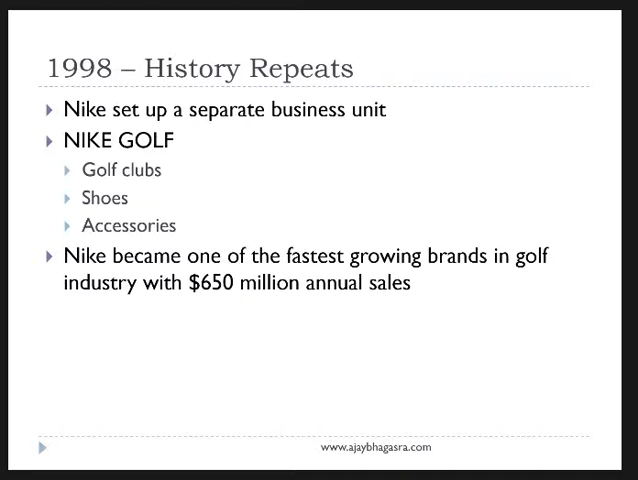 1998 – History Repeats
Nike set up a separate business unit
NIKE GOLF
Golf clubs
Shoes
Accessories
Nike became one of the fastest growing brands in golf
industry with $650 million annual sales
www.ajaybhagasra.com